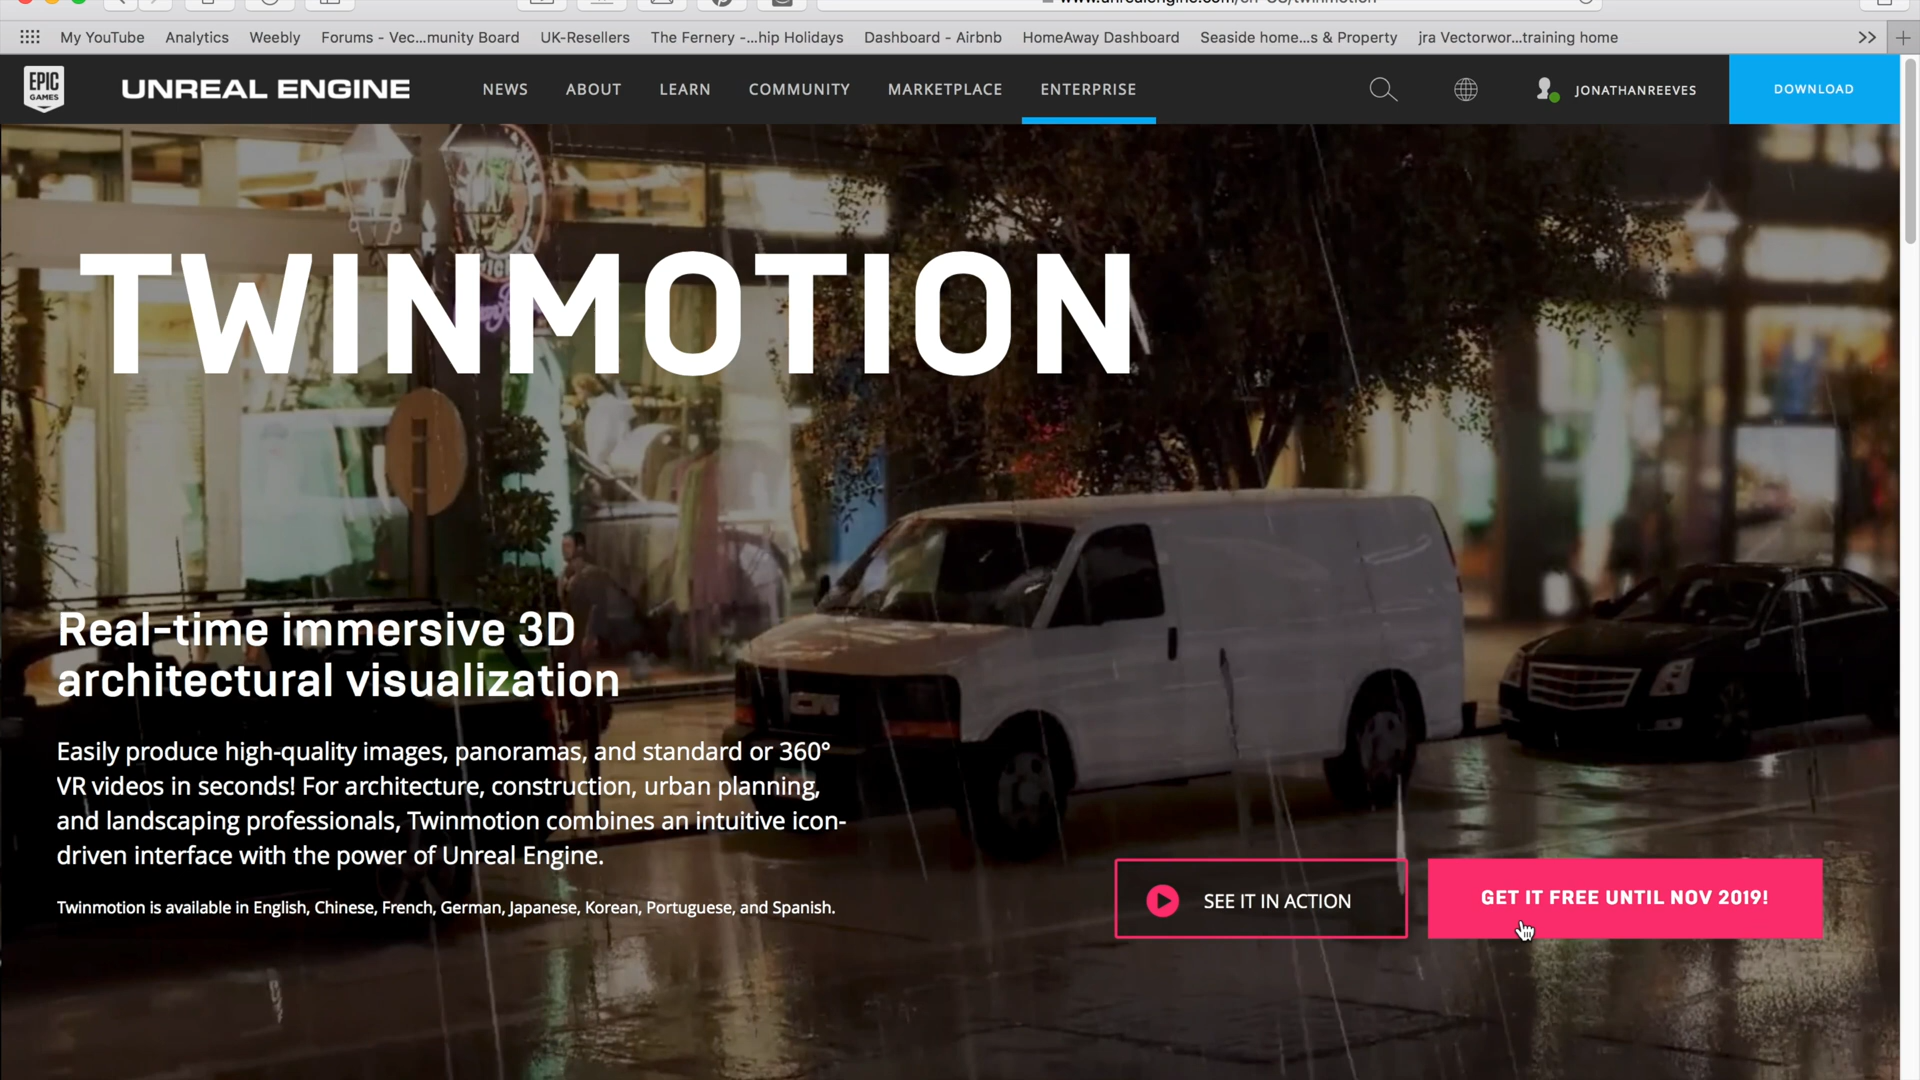 My YouTube Analytics Weebly Forums - Vec...munity Board UK-Resellers The Fernery -...hip Holidays Dashboard - Airbnb HomeAway Dashboard Seaside home...s & Property jra Vectorwor...training home
EPIC
GAMES
UNREAL ENGINE NEWS ABOUT LEARN COMMUNITY MARKETPLACE ENTERPRISE JONATHANREEVES DOWNLOAD
TWINMOTION
Real-time immersive 3D
architectural visualization
Easily produce high-quality images, panoramas, and standard or 360°
VR videos in seconds! For architecture, construction, urban planning,
and landscaping professionals, Twinmotion combines an intuitive icon-
driven interface with the power of Unreal Engine.
Twinmotion is available in English, Chinese, French, German, Japanese, Korean, Portuguese, and Spanish.
SEE IT IN ACTION
GET IT FREE UNTIL NOV 2019!